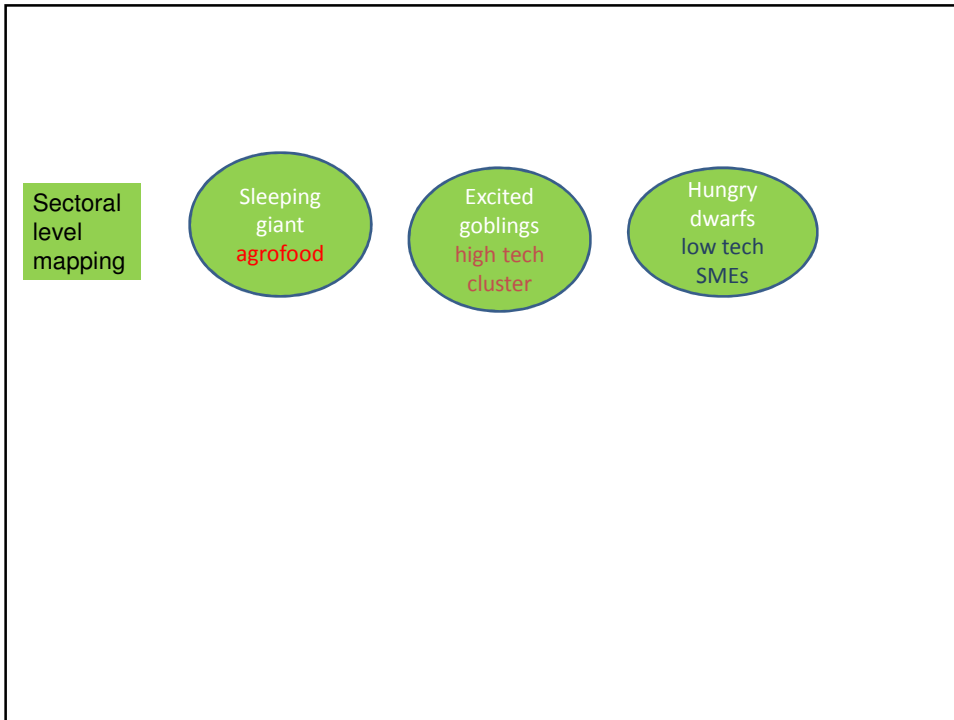 Sectoral
level
mapping
Sleeping
giant
agrofood
Excited
goblings
high tech
cluster
Hungry
dwarfs
low tech
SMEs